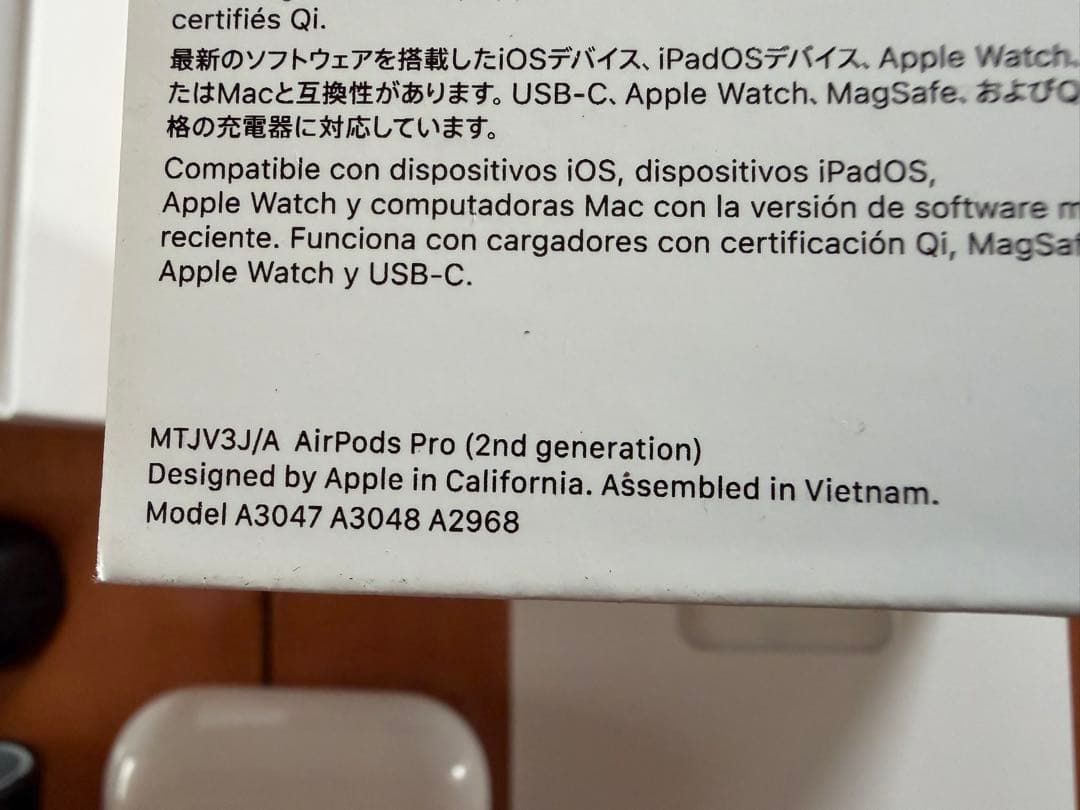 certifiés Qi.
最新のソフトウェアを搭載したiOSデバイス、iPadOSデバイス、Apple Watch、
たはMacと互換性があります。USB-C、Apple Watch、MagSafe、およびQ
格の充電器に対応しています。
Compatible con dispositivos iOS, dispositivos iPadOS,
Apple Watch y computadoras Mac con la versión de software m
reciente. Funciona con cargadores con certificación Qi, MagSaf
Apple Watch y USB-C.
MTJV3J/A AirPods Pro (2nd generation)
Designed by Apple in California. Assembled in Vietnam.
Model A3047 A3048 A2968